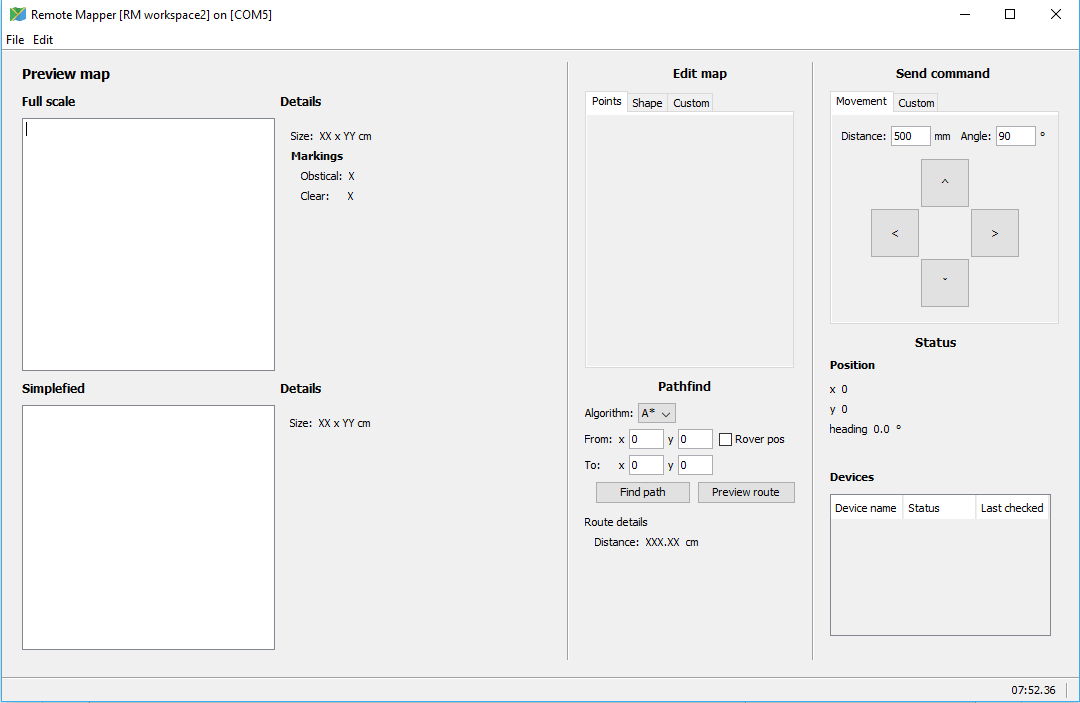 Remote Mapper [RM workspace2] on [COM5]
File Edit
Preview map
Full scale
Details
Size: XX x YY cm
Markings
Obstical: X
Clear: X
Simplefied
Details
Size: XX x YY cm
Edit map
Points Shape Custom
Pathfind
Algorithm: A*
From: x 0 y 0 Rover pos
To: x 0 y 0
Find path Preview route
Route details
Distance: XXX.XX cm
Send command
Movement Custom
Distance: 500 mm Angle: 90 °
^
< >
ˇ
Status
Position
x 0
y 0
heading 0.0 °
Devices
Device name Status Last checked
07:52.36